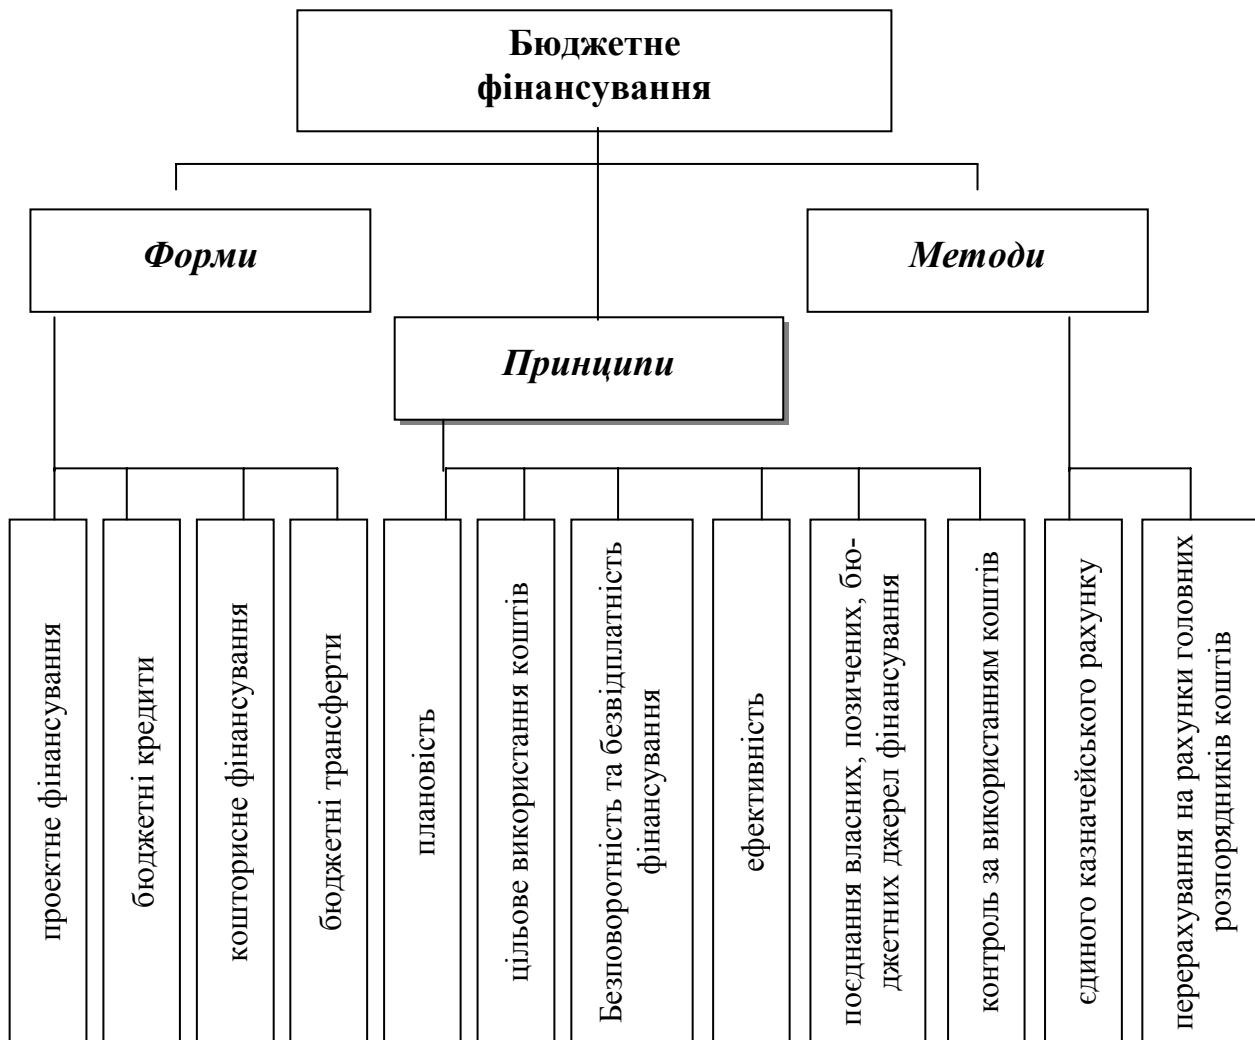 Бюджетне
фінансування
Форми
Методи
Принципи
проектне фінансування
бюджетні кредити
кошторисне фінансування
бюджетні трансферти
плановість
цільове використання коштів
Безповоротність та безвідплатність
фінансування
ефективність
поєднання власних, позичених, бю-
джетних джерел фінансування
контроль за використанням коштів
єдиного казначейського рахунку
перерахування на рахунки головних
розпорядників коштів